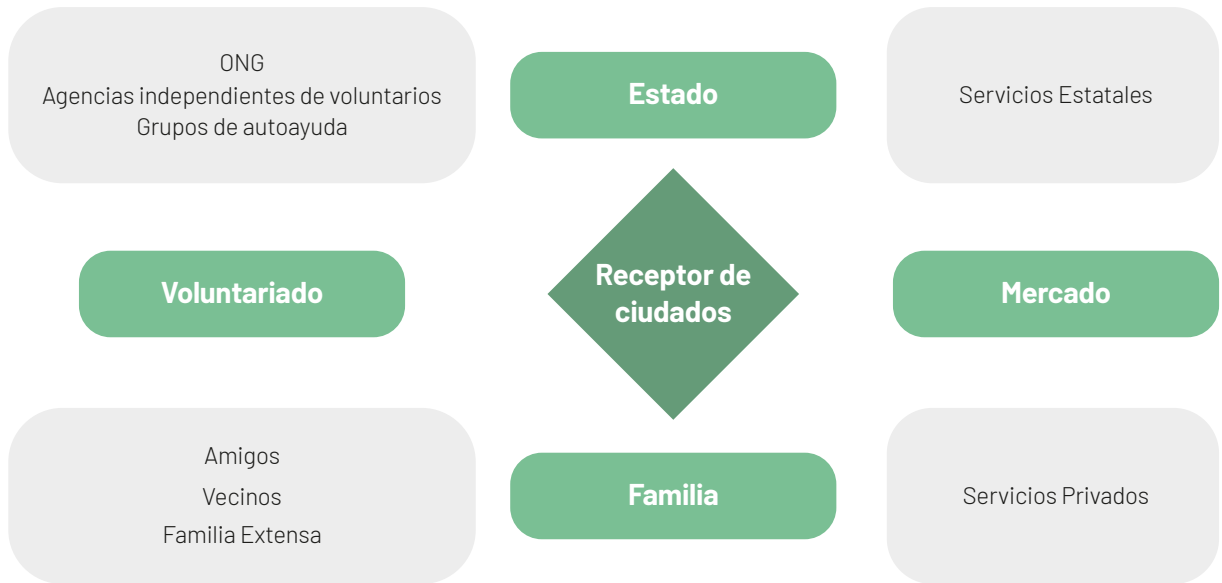 ONG
Agencias independientes de voluntarios
Grupos de autoayuda
Estado
Servicios Estatales
Voluntariado
Receptor de
ciudados
Mercado
Amigos
Vecinos
Familia Extensa
Familia
Servicios Privados